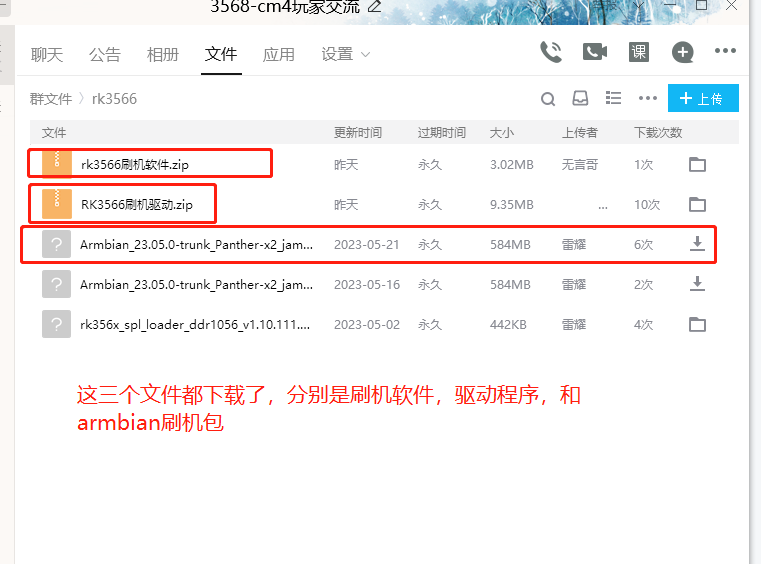 3568-cm4玩家交流
聊天 公告 相册 文件 应用 设置
课
群文件 〉rk3566
+ 上传
文件 更新时间 过期时间 大小 上传者 下载次数
rk3566刷机软件.zip 昨天 永久 3.02MB 无言哥 1次
RK3566刷机驱动.zip 昨天 永久 9.35MB ... 10次
Armbian_23.05.0-trunk_Panther-x2_jam... 2023-05-21 永久 584MB 雷耀 6次
Armbian_23.05.0-trunk_Panther-x2_jam... 2023-05-16 永久 584MB 雷耀 2次
rk356x_spl_loader_ddr1056_v1.10.111.... 2023-05-02 永久 442KB 雷耀 4次
这三个文件都下载了，分别是刷机软件，驱动程序，和
armbian刷机包